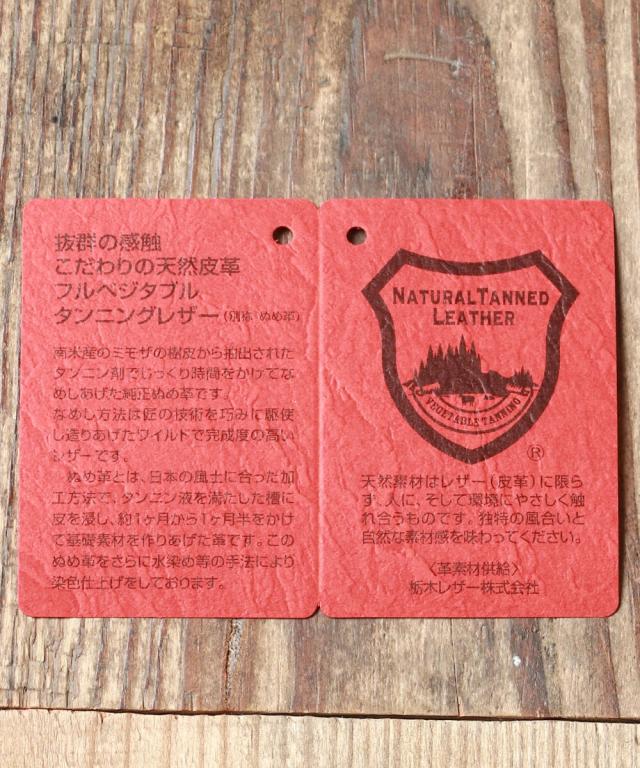 抜群の感触
こだわりの天然皮革
フルベジタブル
タンニングレザー(別称 ぬめ革)
南米産のミモザの樹皮から抽出された
タンニン剤でじっくり時間をかけてな
めしあげた純正ぬめ革です。
なめし方法は匠の技術を巧みに駆使
し造りあげたワイルドで完成度の高い
レザーです。
ぬめ革とは、日本の風土に合った加
工方法で、タンニン液を満たした槽に
皮を浸し、約1ヶ月から1ヶ月半をかけ
て基礎素材を作りあげた革です。この
ぬめ革をさらに水染め等の手法により
染色仕上げをしております。
NATURAL TANNED
LEATHER
VEGETABLE TANNING
®
天然素材はレザー(皮革)に限ら
ず、人に、そして環境にやさしく触
れ合うものです。独特の風合いと
自然な素材感を味わってください。
〈革素材供給〉
栃木レザー株式会社